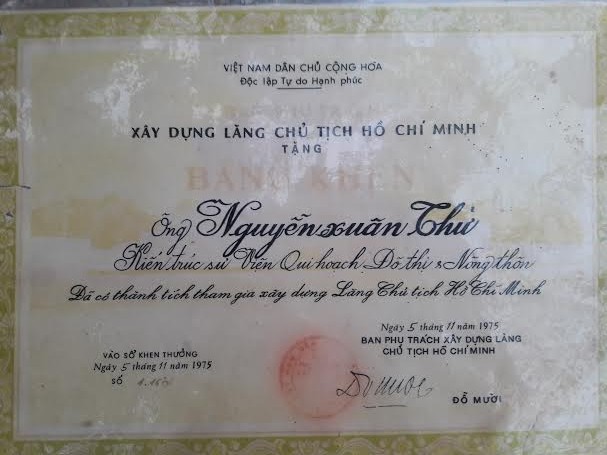 VIỆT NAM DÂN CHỦ CỘNG HÒA
Độc lập Tự do Hạnh phúc
XÂY DỰNG LĂNG CHỦ TỊCH HỒ CHÍ MINH
TẶNG
BẰNG KHEN
Ông Nguyễn xuân Thư
Kiến trúc sư Viện Qui hoạch Đô thị & Nông thôn
Đã có thành tích tham gia xây dựng Lăng Chủ tịch Hồ Chí Minh
Ngày 5 tháng 11 năm 1975
BAN PHỤ TRÁCH XÂY DỰNG LĂNG
CHỦ TỊCH HỒ CHÍ MINH
VÀO SỔ KHEN THƯỞNG
Ngày 5 tháng 11 năm 1975
SỐ
ĐỖ MƯỜI